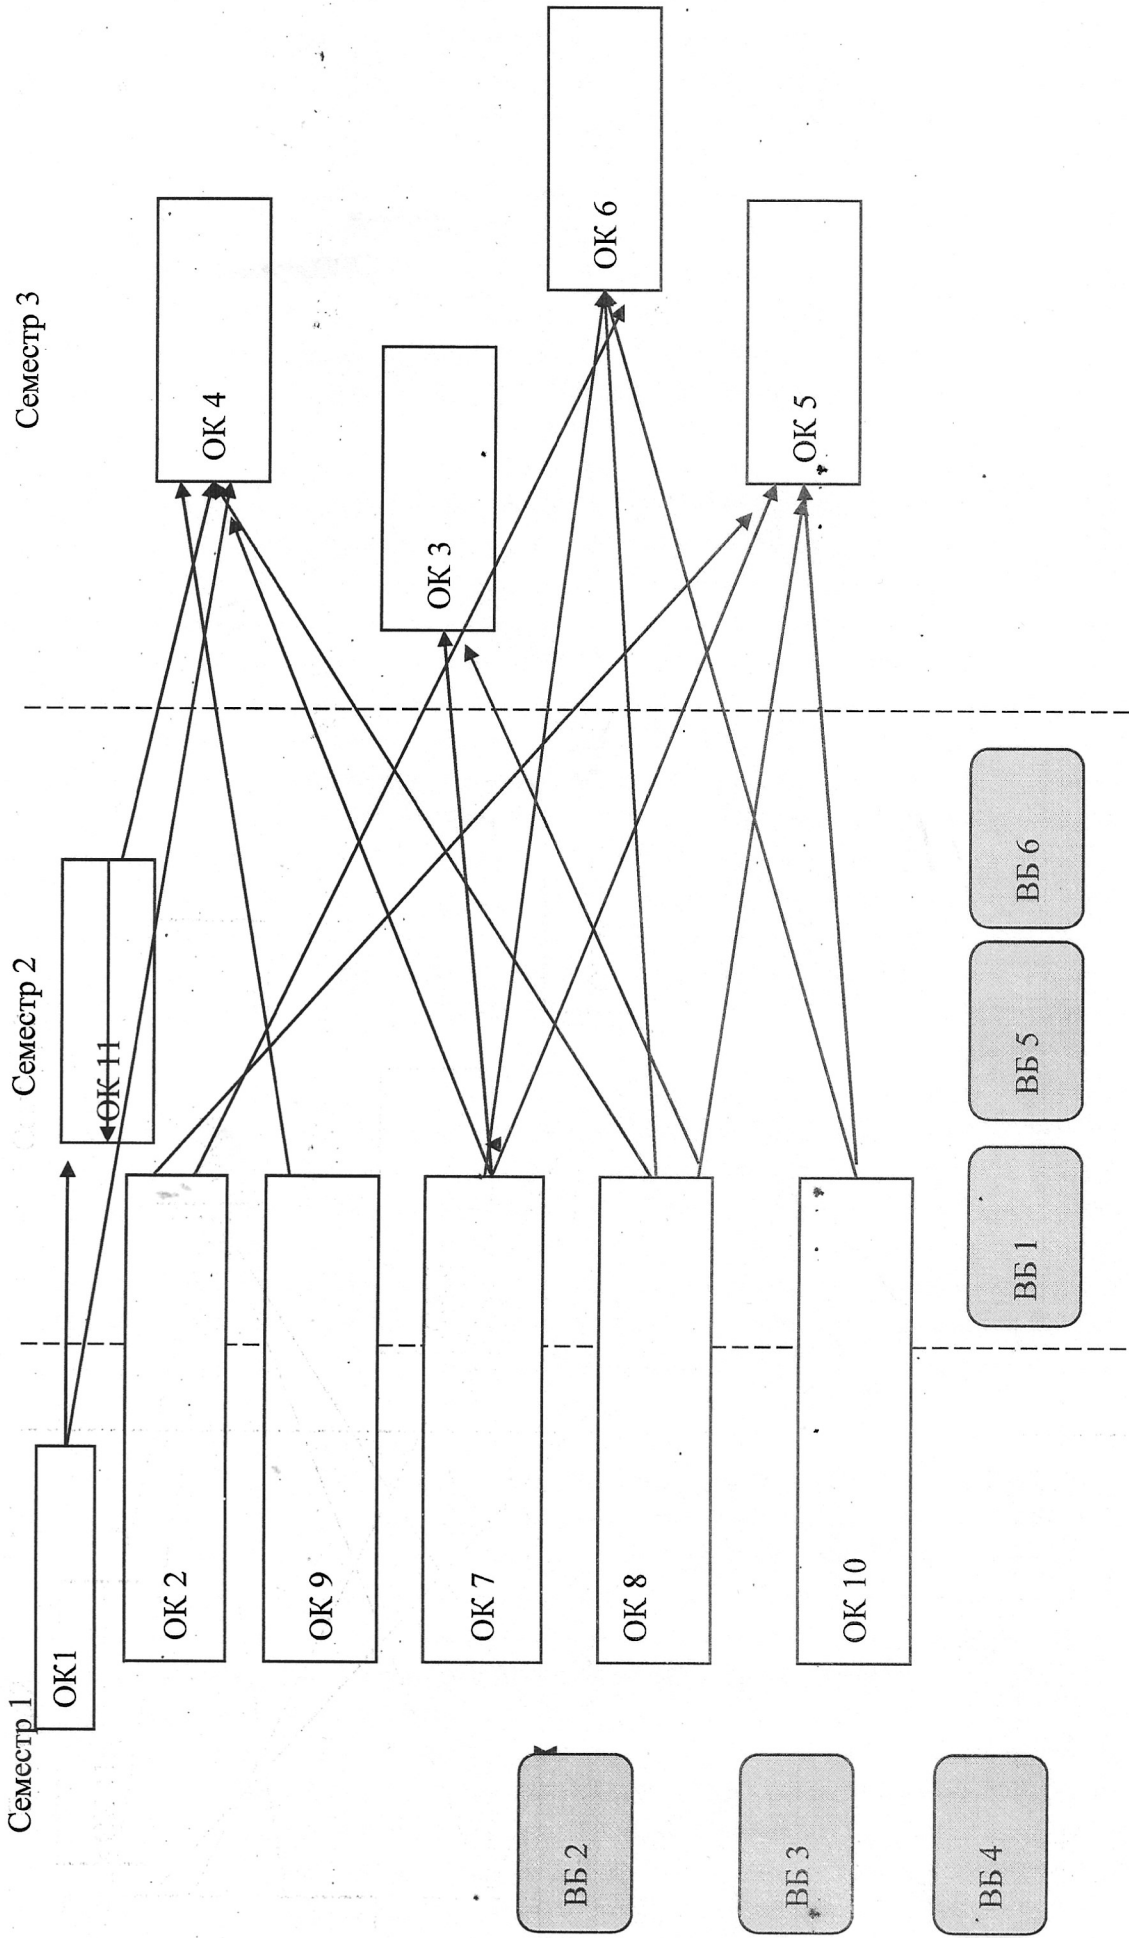 Семестр 1
Семестр 2
Семестр 3
ОК1
ОК 11
ОК 4
ОК 2
ОК 9
ОК 3
ОК 7
ОК 6
ОК 8
ОК 5
ОК 10
ВБ 2
ВБ 3
ВБ 4
ВБ 1
ВБ 5
ВБ 6